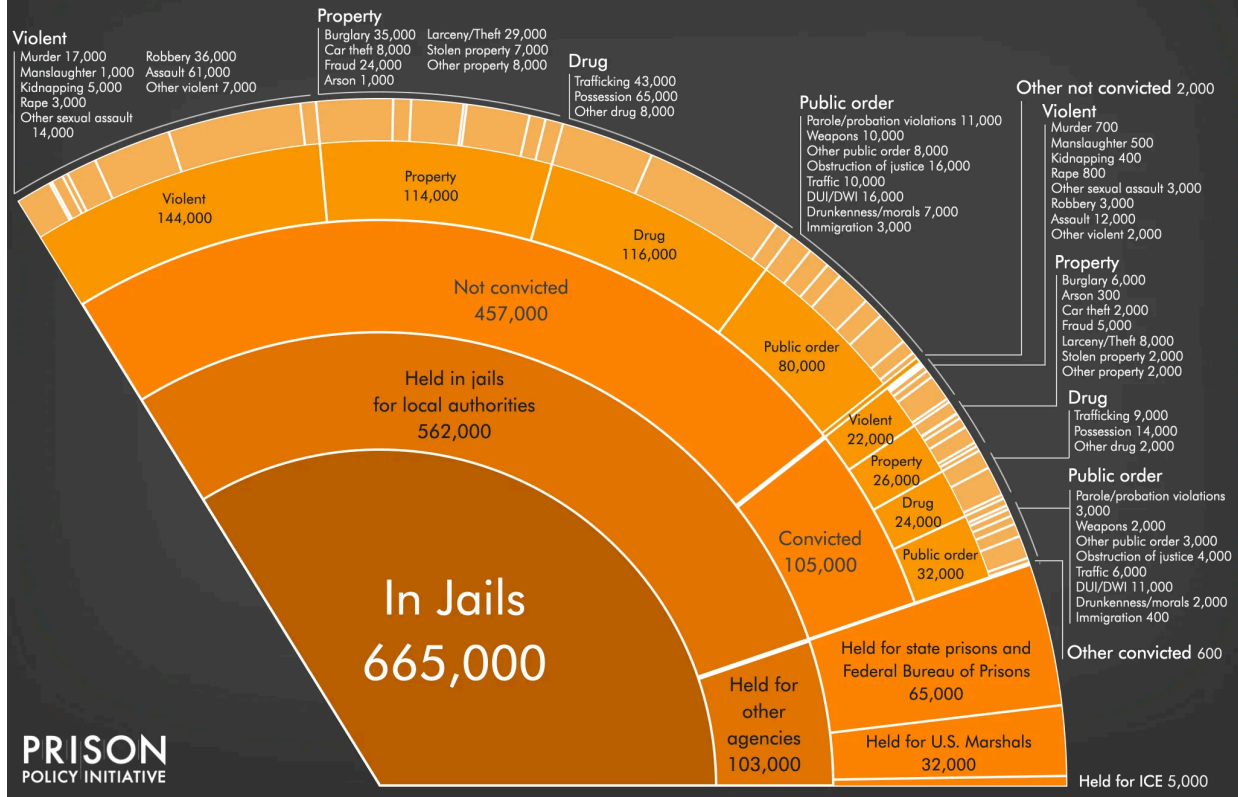 Violent
Murder 17,000
Manslaughter 1,000
Kidnapping 5,000
Rape 3,000
Other sexual assault
14,000
Robbery 36,000
Assault 61,000
Other violent 7,000
Property
Burglary 35,000
Car theft 8,000
Fraud 24,000
Arson 1,000
Larceny/Theft 29,000
Stolen property 7,000
Other property 8,000
Drug
Trafficking 43,000
Possession 65,000
Other drug 8,000
Public order
Parole/probation violations 11,000
Weapons 10,000
Other public order 8,000
Obstruction of justice 16,000
Traffic 10,000
DUI/DWI 16,000
Drunkenness/morals 7,000
Immigration 3,000
Other not convicted 2,000
Violent
Murder 700
Manslaughter 500
Kidnapping 400
Rape 800
Other sexual assault 3,000
Robbery 3,000
Assault 12,000
Other violent 2,000
Property
Burglary 6,000
Arson 300
Car theft 2,000
Fraud 5,000
Larceny/Theft 8,000
Stolen property 2,000
Other property 2,000
Drug
Trafficking 9,000
Possession 14,000
Other drug 2,000
Public order
Parole/probation violations
3,000
Weapons 2,000
Other public order 3,000
Obstruction of justice 4,000
Traffic 6,000
DUI/DWI 11,000
Drunkenness/morals 2,000
Immigration 400
Other convicted 600
Violent
144,000
Property
114,000
Drug
116,000
Public order
80,000
Violent
22,000
Property
26,000
Drug
24,000
Public order
32,000
Not convicted
457,000
Convicted
105,000
Held in jails
for local authorities
562,000
In Jails
665,000
Held for
other
agencies
103,000
Held for state prisons and
Federal Bureau of Prisons
65,000
Held for U.S. Marshals
32,000
Held for ICE 5,000
PRISON
POLICY INITIATIVE